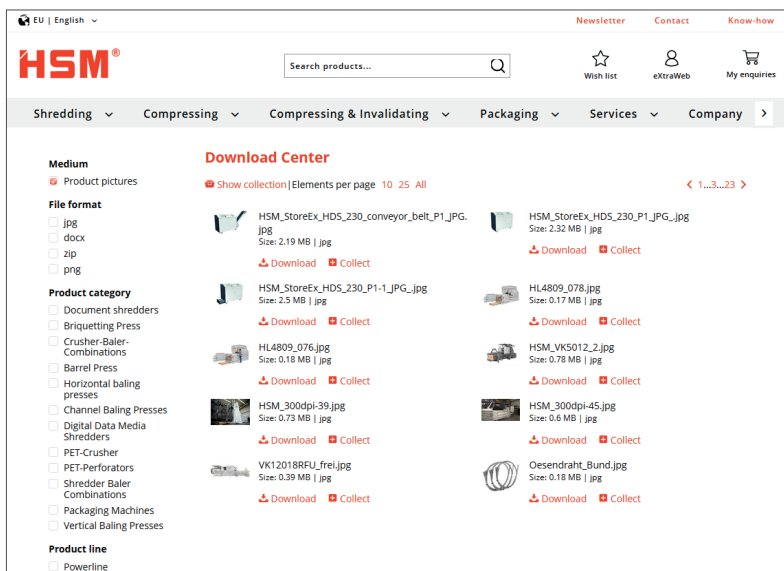 EU | English
Newsletter
Contact
Know-how
HSM®
Search products...
Wish list
eXtraWeb
My enquiries
Shredding
Compressing
Compressing & Invalidating
Packaging
Services
Company
Medium
Product pictures
File format
jpg
docx
zip
png
Product category
Document shredders
Briquetting Press
Crusher-Baler-
Combinations
Barrel Press
Horizontal baling
presses
Channel Baling Presses
Digital Data Media
Shredders
PET-Crusher
PET-Perforators
Shredder Baler
Combinations
Packaging Machines
Vertical Baling Presses
Product line
Powerline
Download Center
Show collection|Elements per page 10 25 All
1...3...23
HSM_StoreEx_HDS_230_conveyor_belt_P1_JPG.
jpg
Size: 2.19 MB | jpg
Download Collect
HSM_StoreEx_HDS_230_P1_JPG_.jpg
Size: 2.32 MB | jpg
Download Collect
HSM_StoreEx_HDS_230_P1-1_JPG_.jpg
Size: 2.5 MB | jpg
Download Collect
HL4809_078.jpg
Size: 0.17 MB | jpg
Download Collect
HL4809_076.jpg
Size: 0.18 MB | jpg
Download Collect
HSM_VK5012_2.jpg
Size: 0.78 MB | jpg
Download Collect
HSM_300dpi-39.jpg
Size: 0.73 MB | jpg
Download Collect
HSM_300dpi-45.jpg
Size: 0.6 MB | jpg
Download Collect
VK12018RFU_frei.jpg
Size: 0.39 MB | jpg
Download Collect
Oesendraht_Bund.jpg
Size: 0.18 MB | jpg
Download Collect